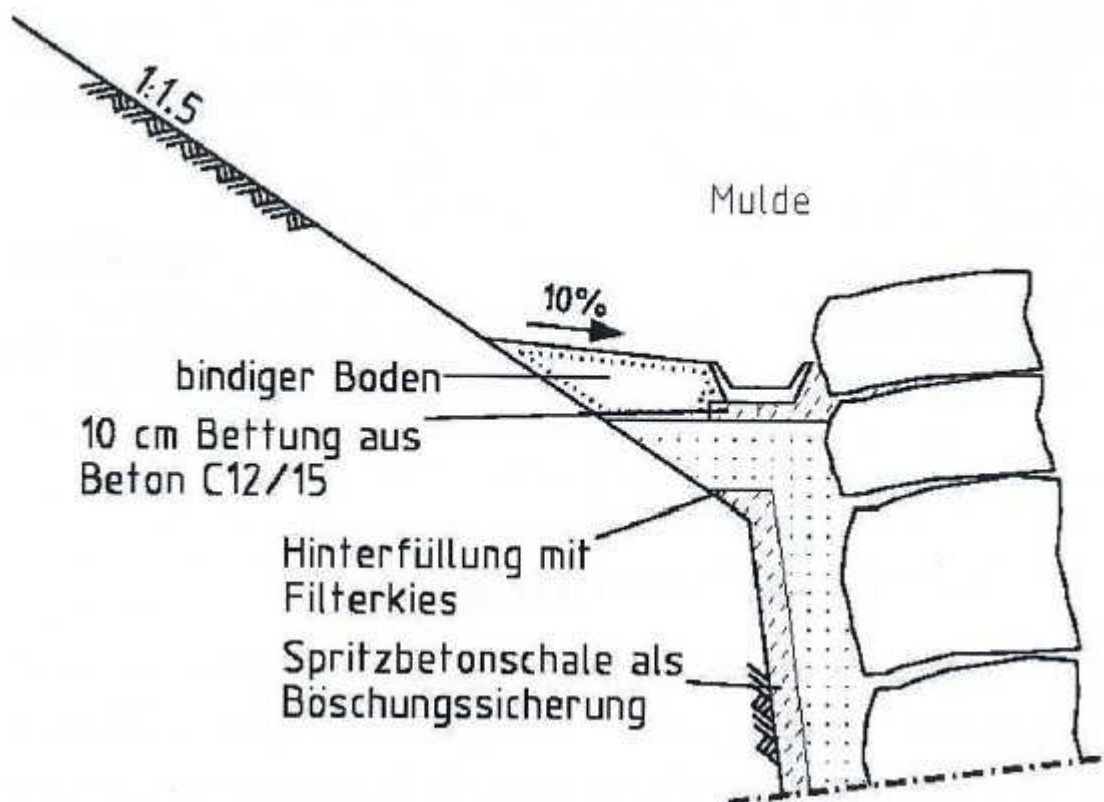 1:1.5
Mulde
10%
bindiger Boden
10 cm Bettung aus
Beton C12/15
Hinterfüllung mit
Filterkies
Spritzbetonschale als
Böschungssicherung